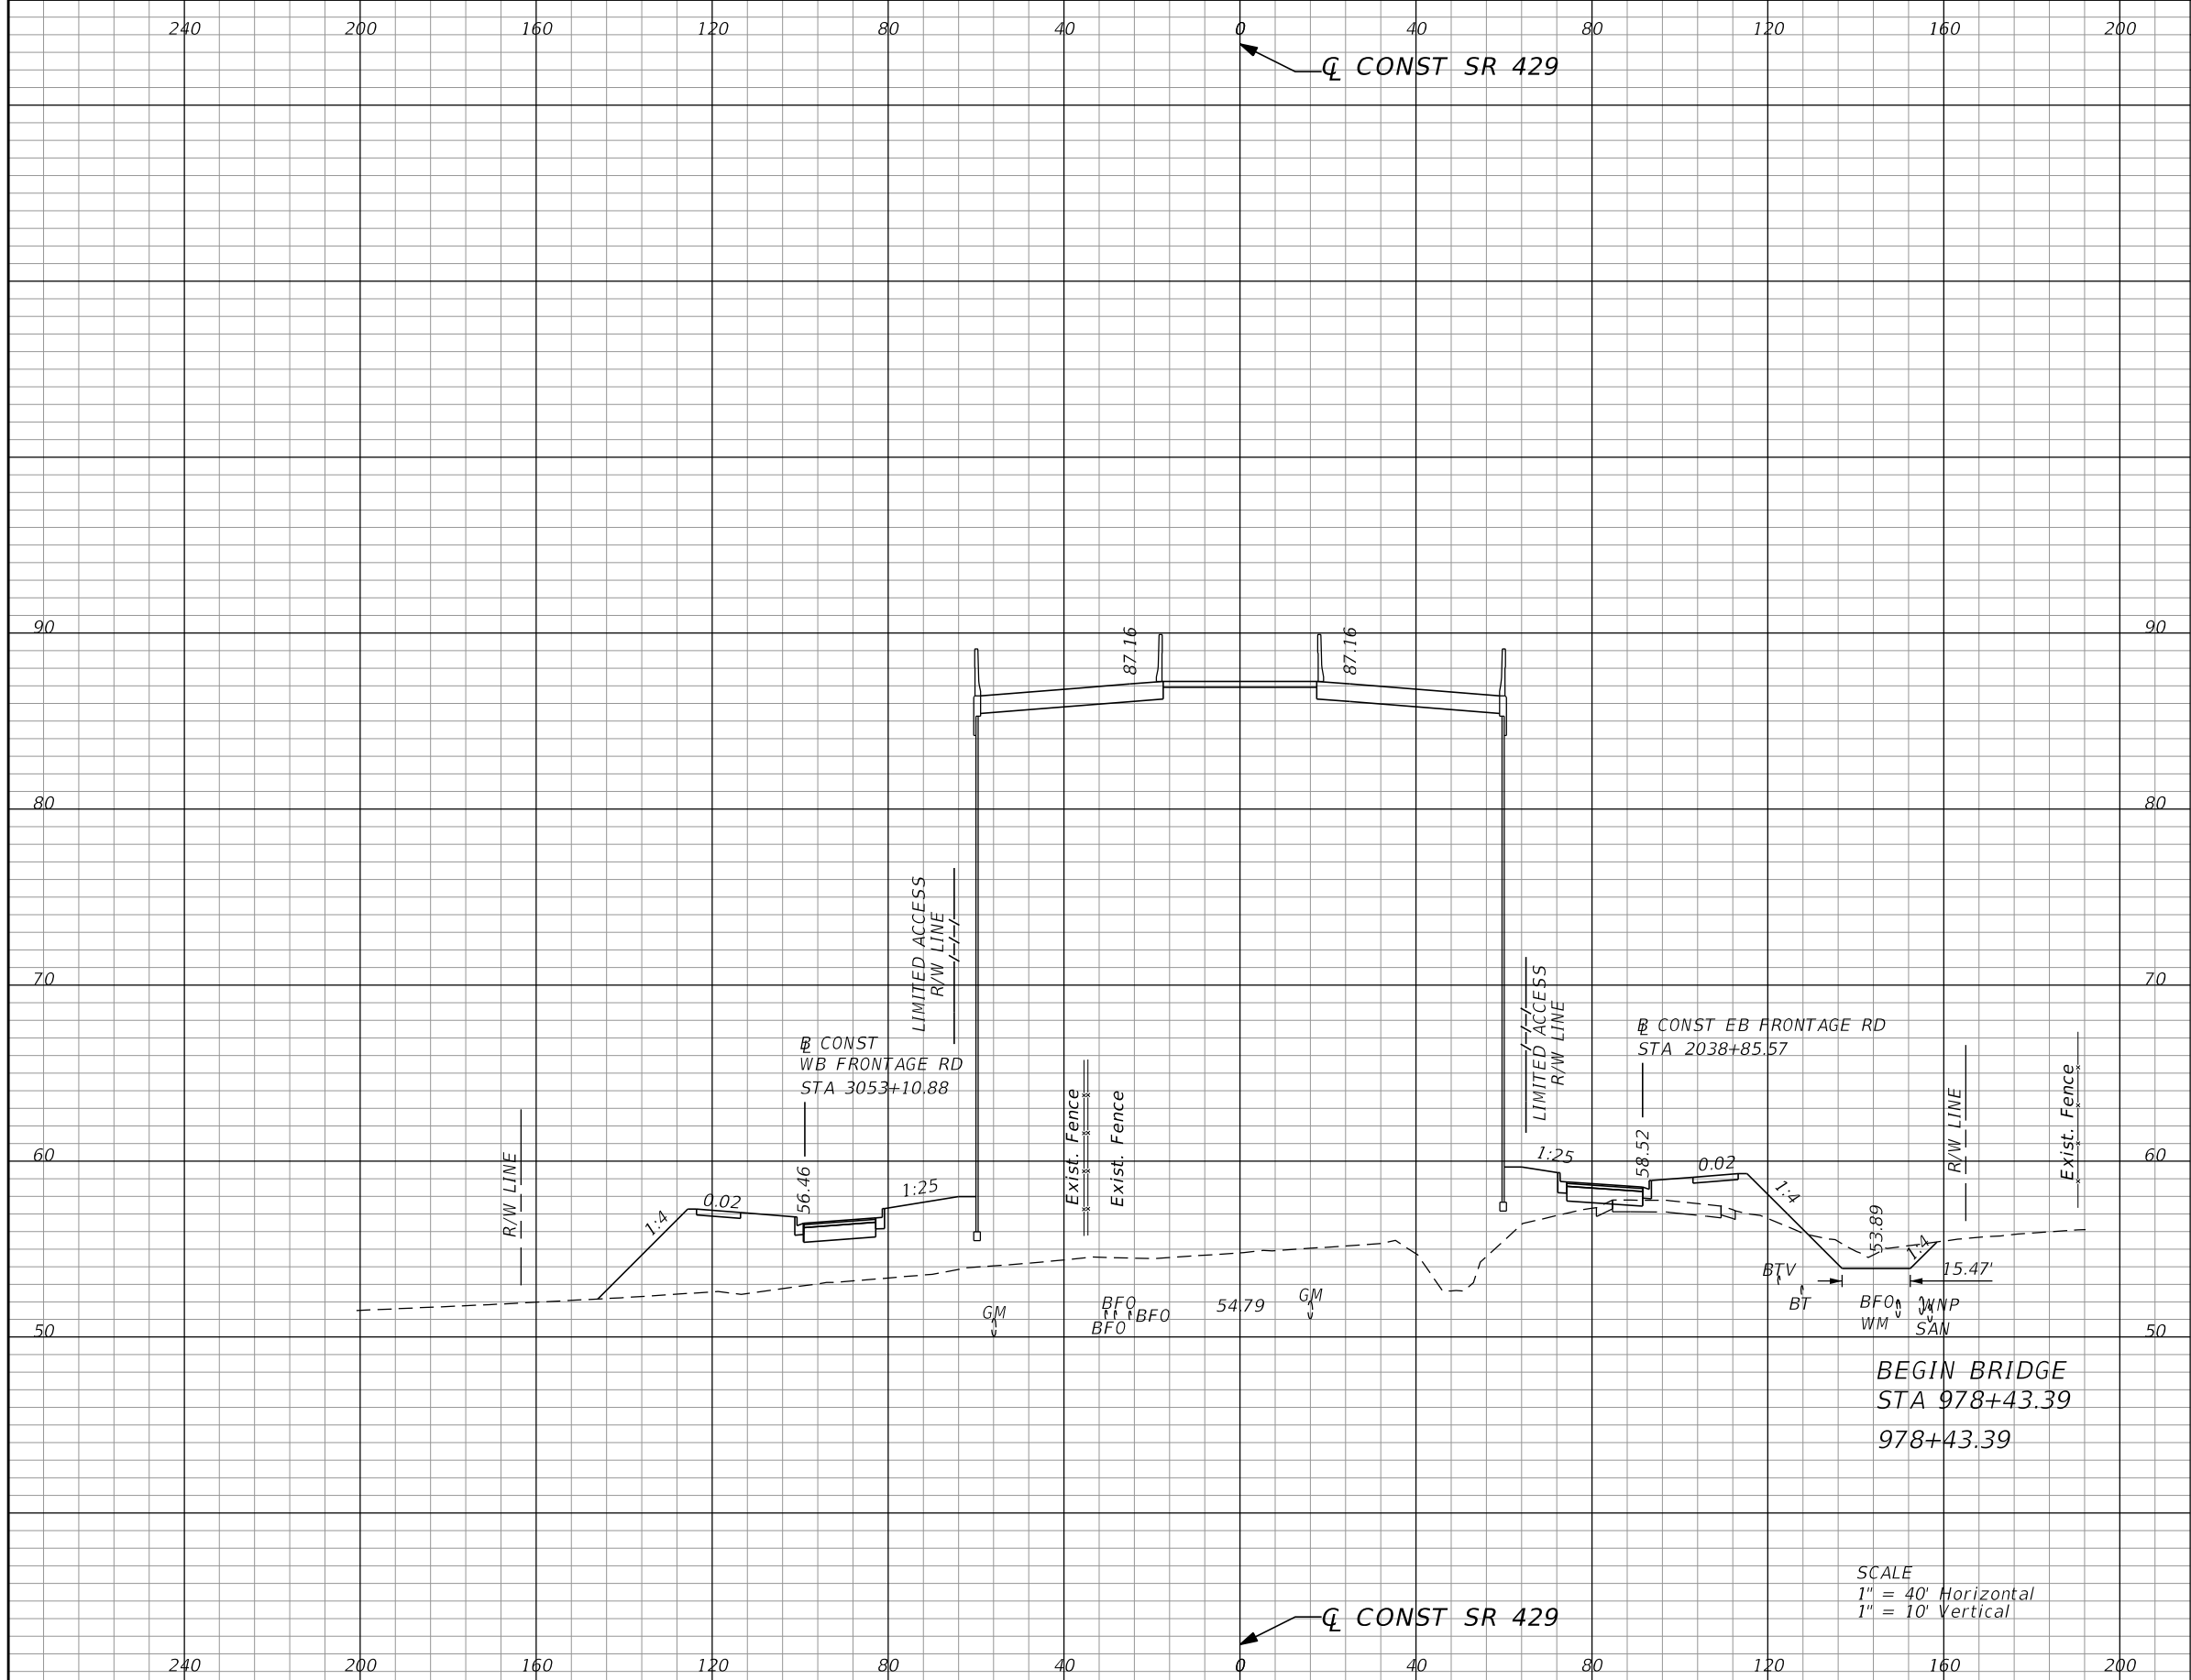 240 200 160 120 80 40 0 40 80 120 160 200
℄ CONST SR 429
90 90
87.16 87.16
80 80
LIMITED ACCESS
R/W LINE
70 70
LIMITED ACCESS
R/W LINE
B CONST
WB FRONTAGE RD
STA 3053+10.88
B CONST EB FRONTAGE RD
STA 2038+85.57
R/W LINE
Exist. Fence
Exist. Fence
R/W LINE
Exist. Fence
60 60
1:4
0.02
56.46
1:25
1:25
58.52
0.02
1:4
53.89
1:4
15.47'
BTV
BT
GM
BFO
BFO
BFO
54.79
GM
BFO
WM
WNP
SAN
50 50
BEGIN BRIDGE
STA 978+43.39
978+43.39
SCALE
1" = 40' Horizontal
1" = 10' Vertical
℄ CONST SR 429
240 200 160 120 80 40 0 40 80 120 160 200